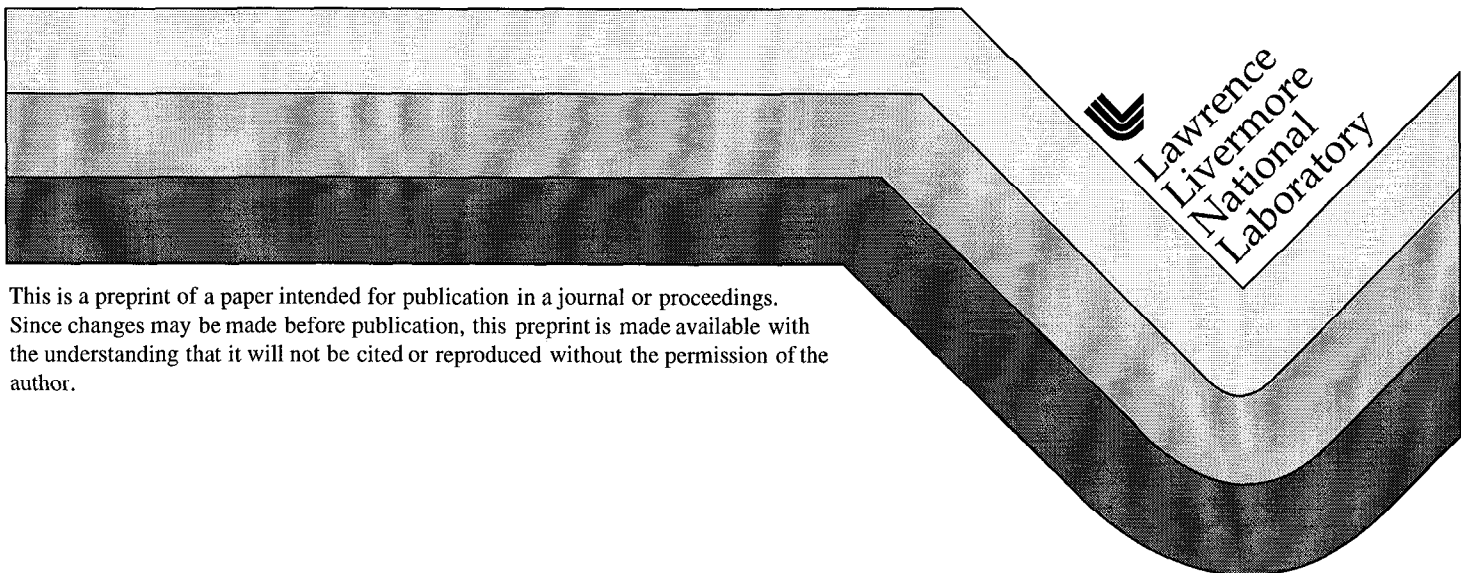 Lawrence
Livermore
National
Laboratory
This is a preprint of a paper intended for publication in a journal or proceedings.
Since changes may be made before publication, this preprint is made available with
the understanding that it will not be cited or reproduced without the permission of the
author.